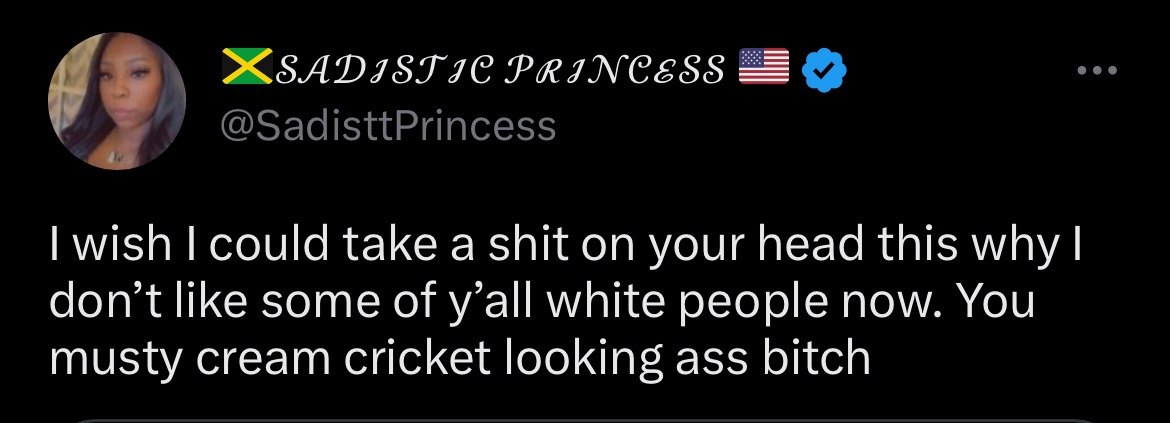 🇯🇲𝒮𝒜𝒟𝐼𝒮𝒯𝐼𝒞 𝒫𝑅𝐼𝒩𝒞𝐸𝒮𝒮 🇺🇸
@SadisttPrincess
I wish I could take a shit on your head this why I
don’t like some of y’all white people now. You
musty cream cricket looking ass bitch